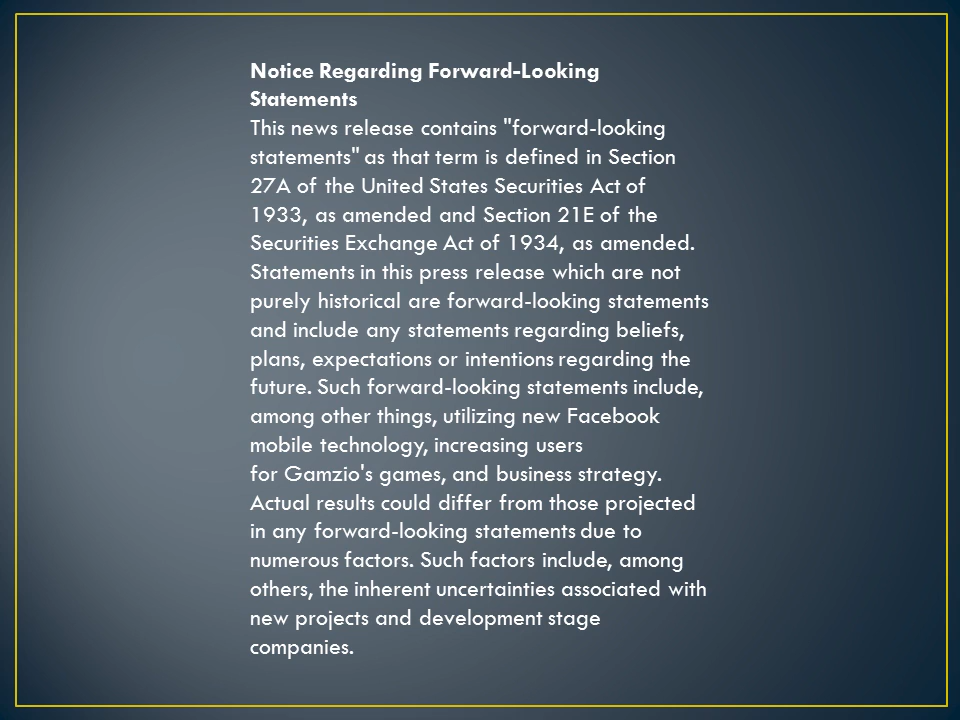 Notice Regarding Forward-Looking
Statements
This news release contains "forward-looking
statements" as that term is defined in Section
27A of the United States Securities Act of
1933, as amended and Section 21E of the
Securities Exchange Act of 1934, as amended.
Statements in this press release which are not
purely historical are forward-looking statements
and include any statements regarding beliefs,
plans, expectations or intentions regarding the
future. Such forward-looking statements include,
among other things, utilizing new Facebook
mobile technology, increasing users
for Gamzio's games, and business strategy.
Actual results could differ from those projected
in any forward-looking statements due to
numerous factors. Such factors include, among
others, the inherent uncertainties associated with
new projects and development stage
companies.